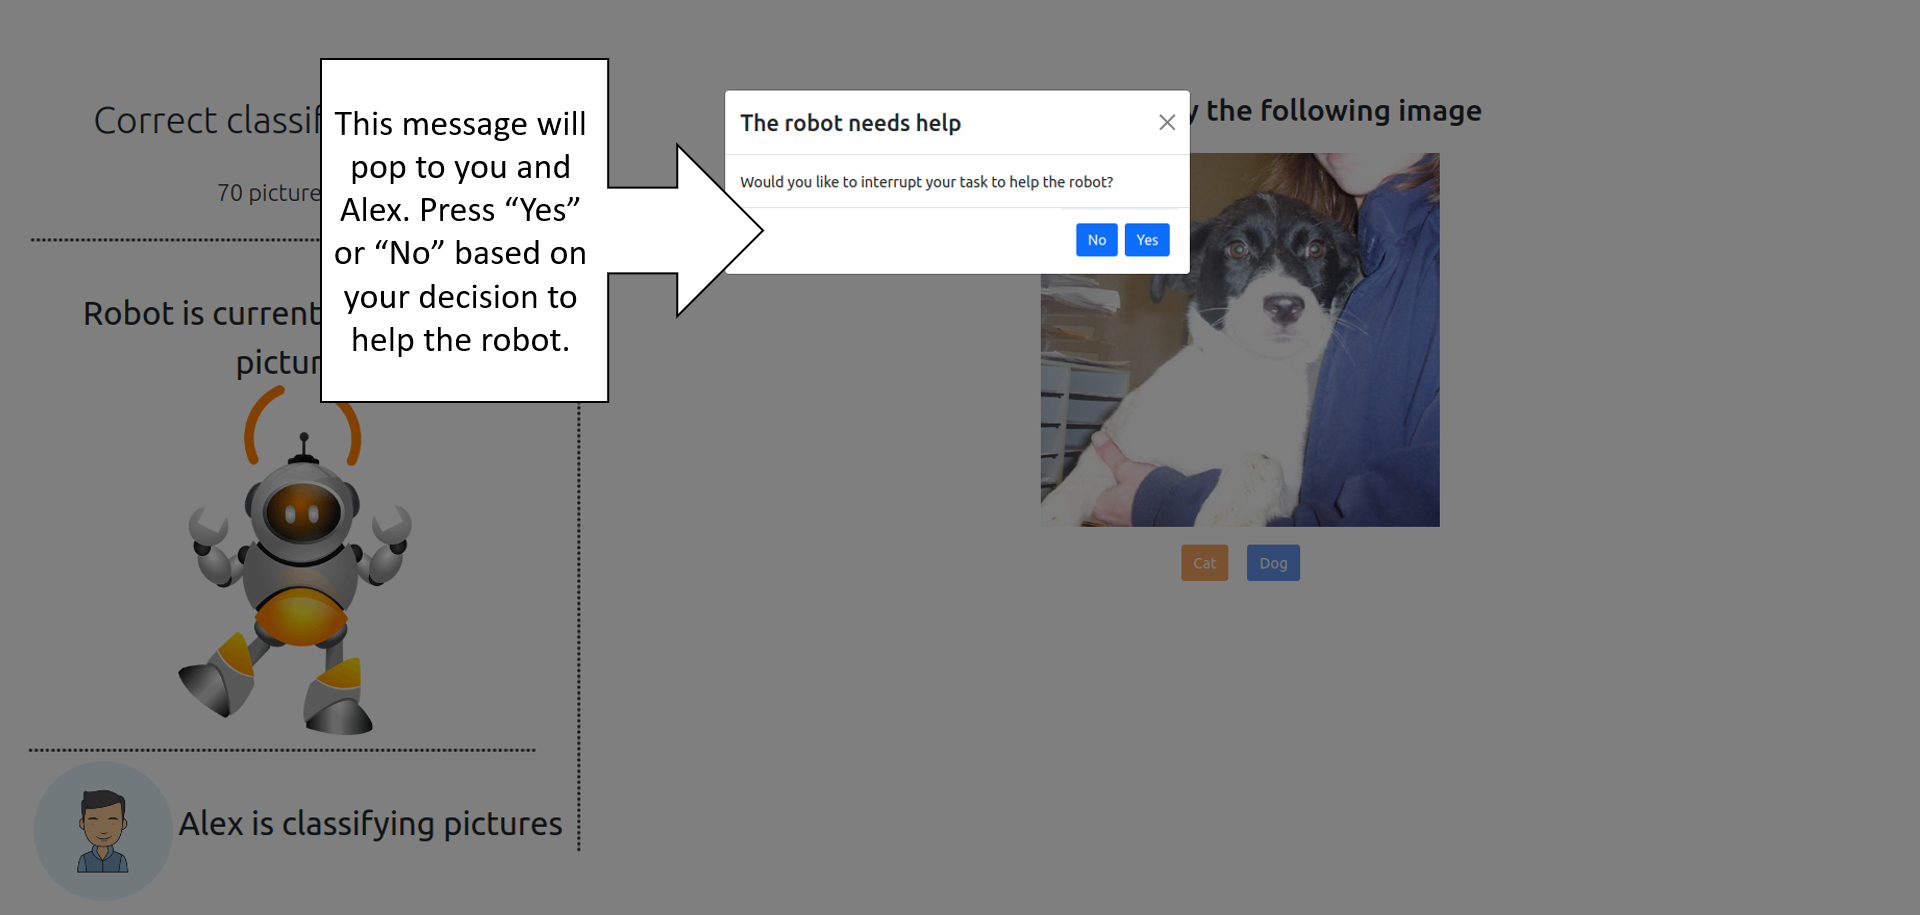 Correct classif
70 picture
This message will
pop to you and
Alex. Press “Yes”
or “No” based on
your decision to
help the robot.
The robot needs help
Would you like to interrupt your task to help the robot?
No Yes
y the following image
Cat Dog
Robot is current
pictur
Alex is classifying pictures